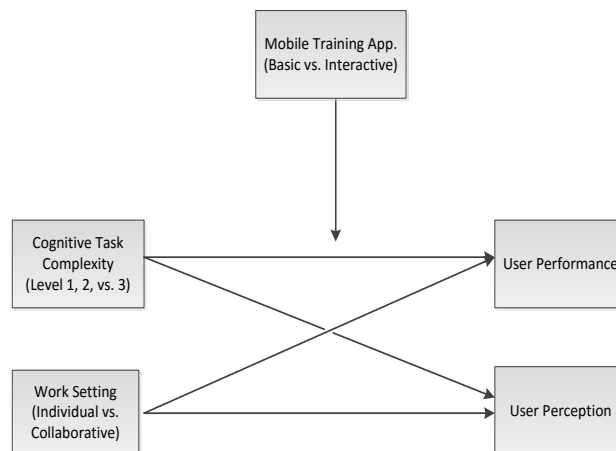 Mobile Training App.
(Basic vs. Interactive)
Cognitive Task
Complexity
(Level 1, 2, vs. 3)
User Performance
Work Setting
(Individual vs.
Collaborative)
User Perception